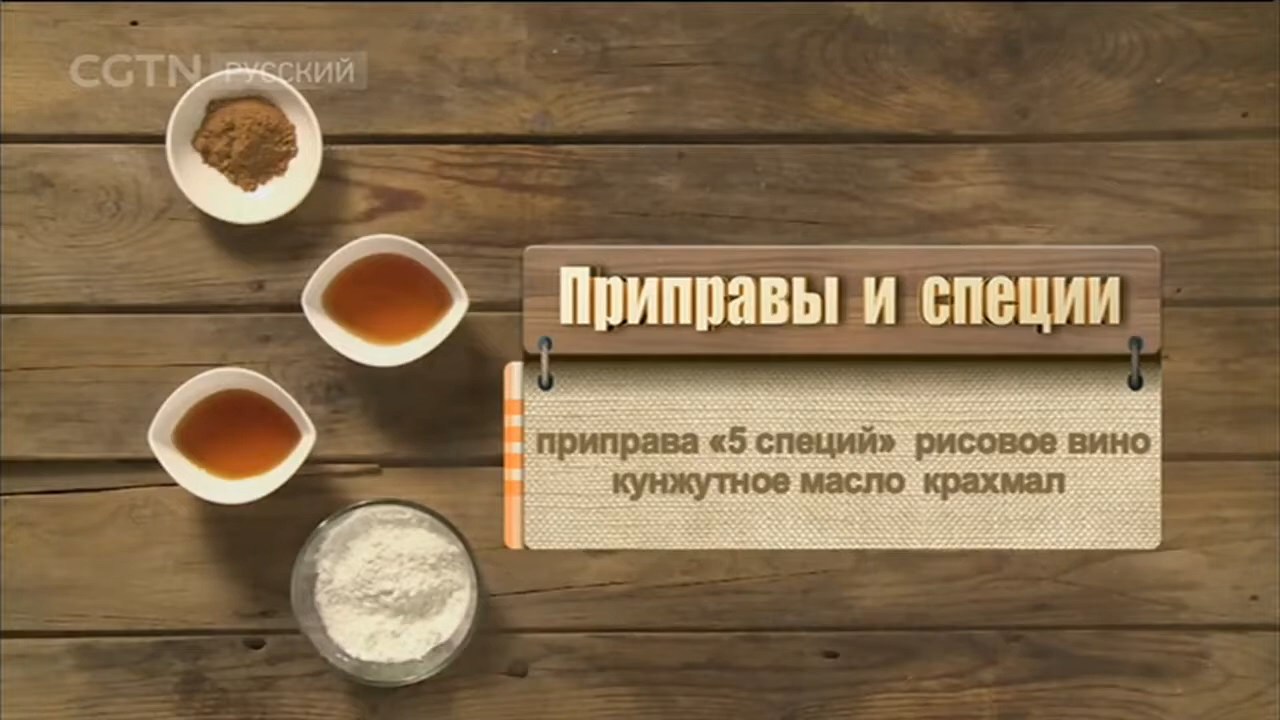 CGTN РУССКИЙ
Приправы и специи
приправа «5 специй» рисовое вино
кунжутное масло крахмал